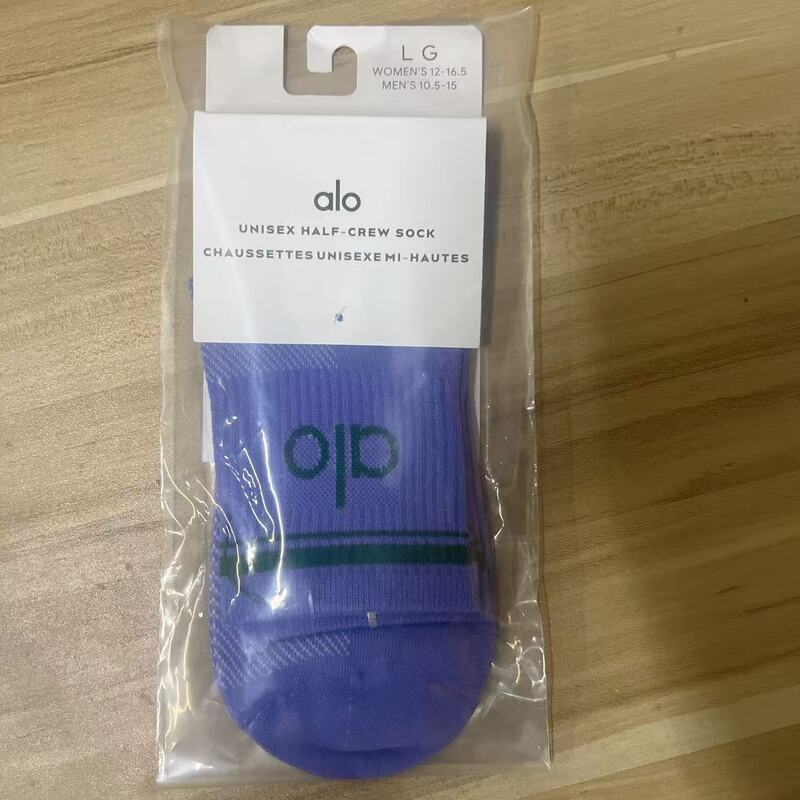 L G
WOMEN'S 12-16.5
MEN'S 10.5-15
alo
UNISEX HALF-CREW SOCK
CHAUSSETTES UNISEXE MI-HAUTES
alo